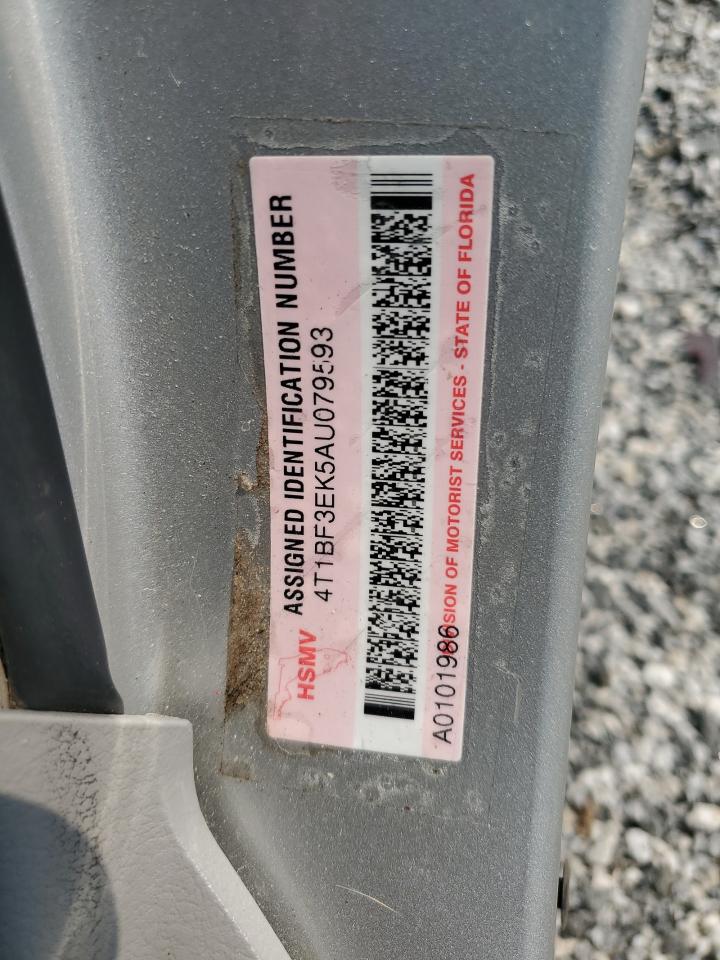 ASSIGNED IDENTIFICATION NUMBER
4T1BF3EK5AU079593
HSMV
SION OF MOTORIST SERVICES - STATE OF FLORIDA
A0101986